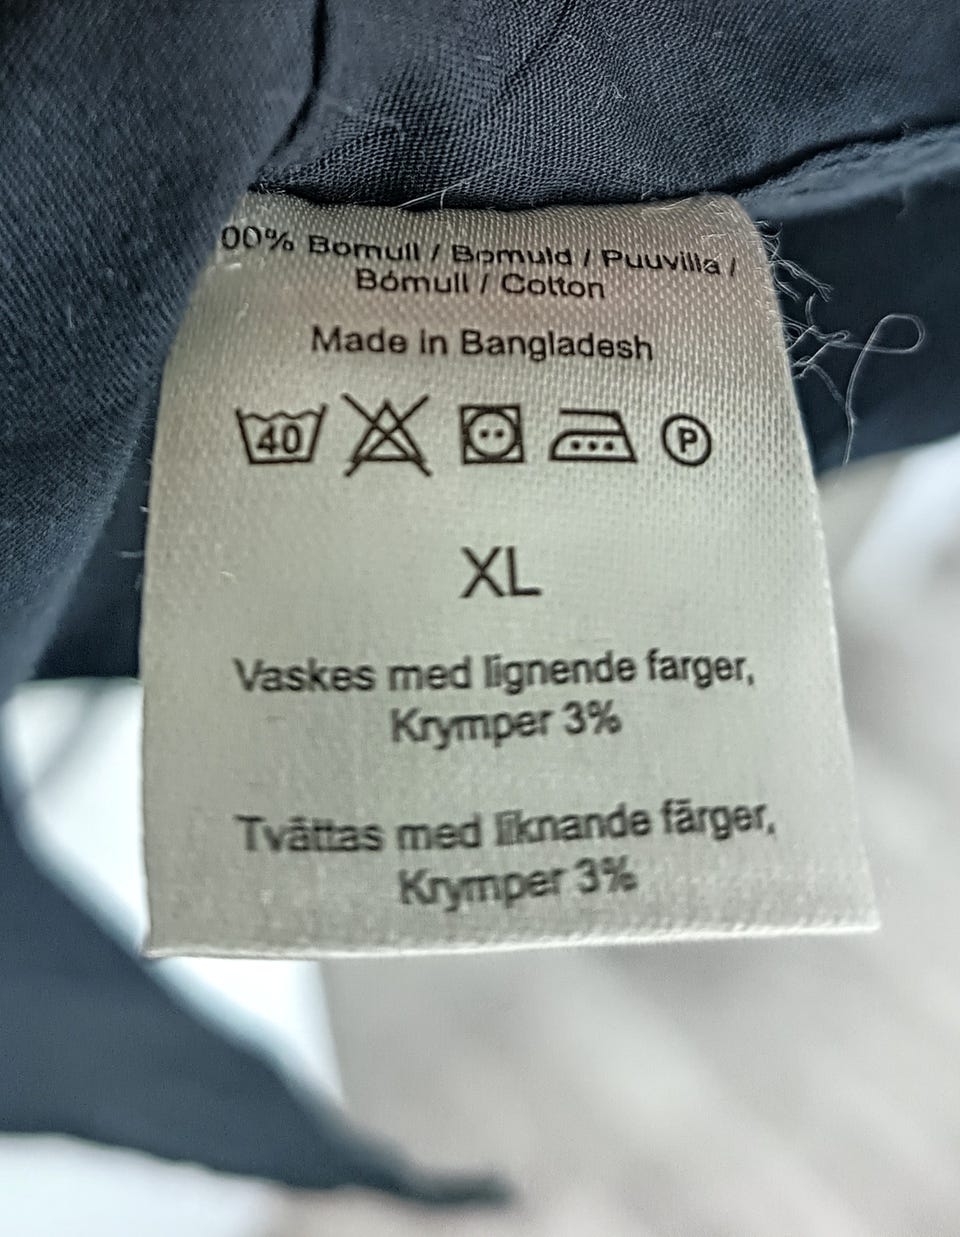 00% Bomull / Bomuld / Puuvilla /
Bómull / Cotton
Made in Bangladesh
40 P
XL
Vaskes med lignende farger,
Krymper 3%
Tvättas med liknande färger,
Krymper 3%